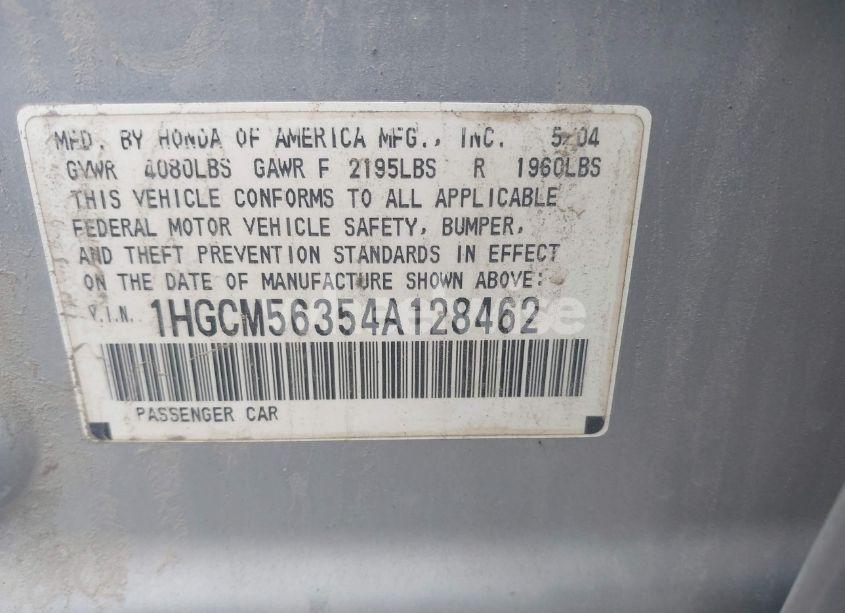 MFD. BY HONDA OF AMERICA MFG., INC. 5/04
GVWR 4080LBS GAWR F 2195LBS R 1960LBS
THIS VEHICLE CONFORMS TO ALL APPLICABLE
FEDERAL MOTOR VEHICLE SAFETY, BUMPER,
AND THEFT PREVENTION STANDARDS IN EFFECT
ON THE DATE OF MANUFACTURE SHOWN ABOVE:
V.I.N. 1HGCM56354A128462
PASSENGER CAR